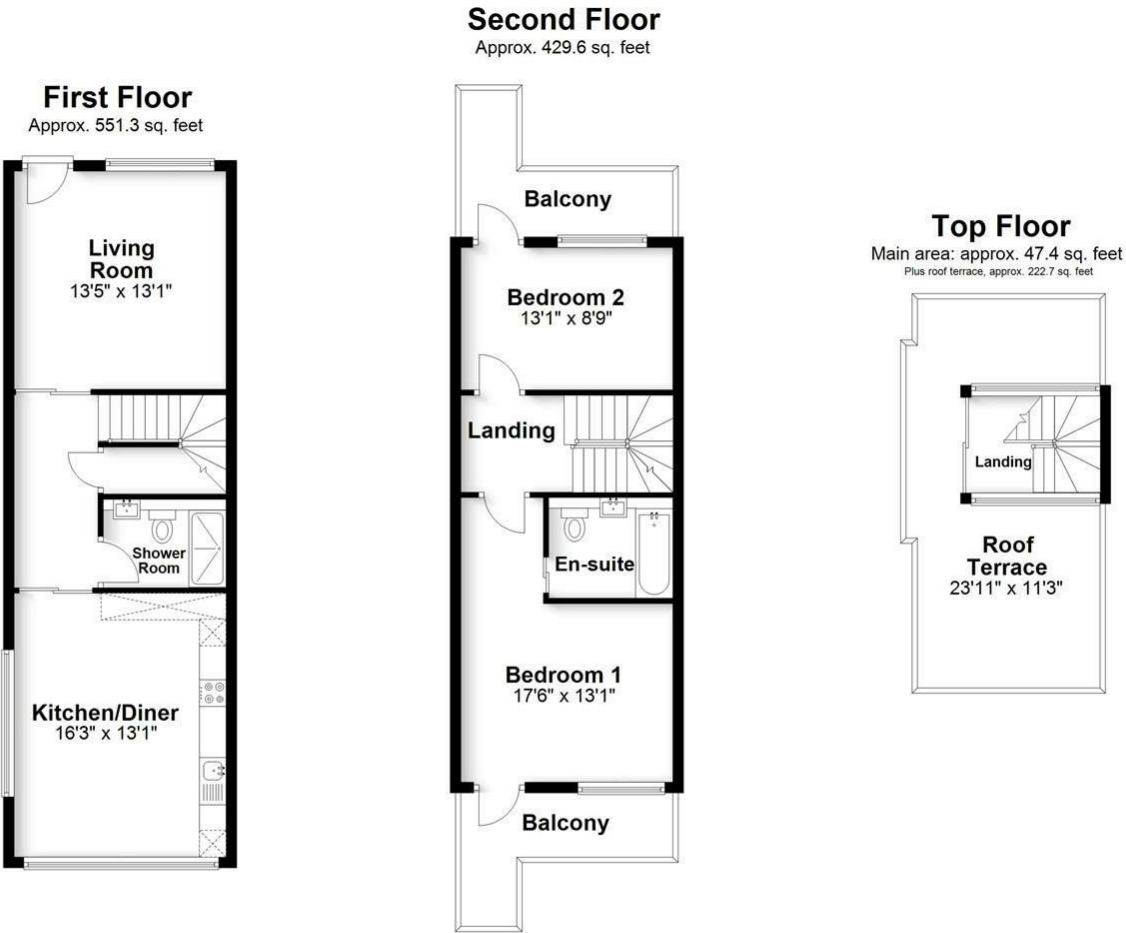 First Floor
Approx. 551.3 sq. feet
Living
Room
13'5" x 13'1"
Shower
Room
Kitchen/Diner
16'3" x 13'1"
Second Floor
Approx. 429.6 sq. feet
Balcony
Bedroom 2
13'1" x 8'9"
Landing
En-suite
Bedroom 1
17'6" x 13'1"
Balcony
Top Floor
Main area: approx. 47.4 sq. feet
Plus roof terrace, approx. 222.7 sq. feet
Landing
Roof
Terrace
23'11" x 11'3"